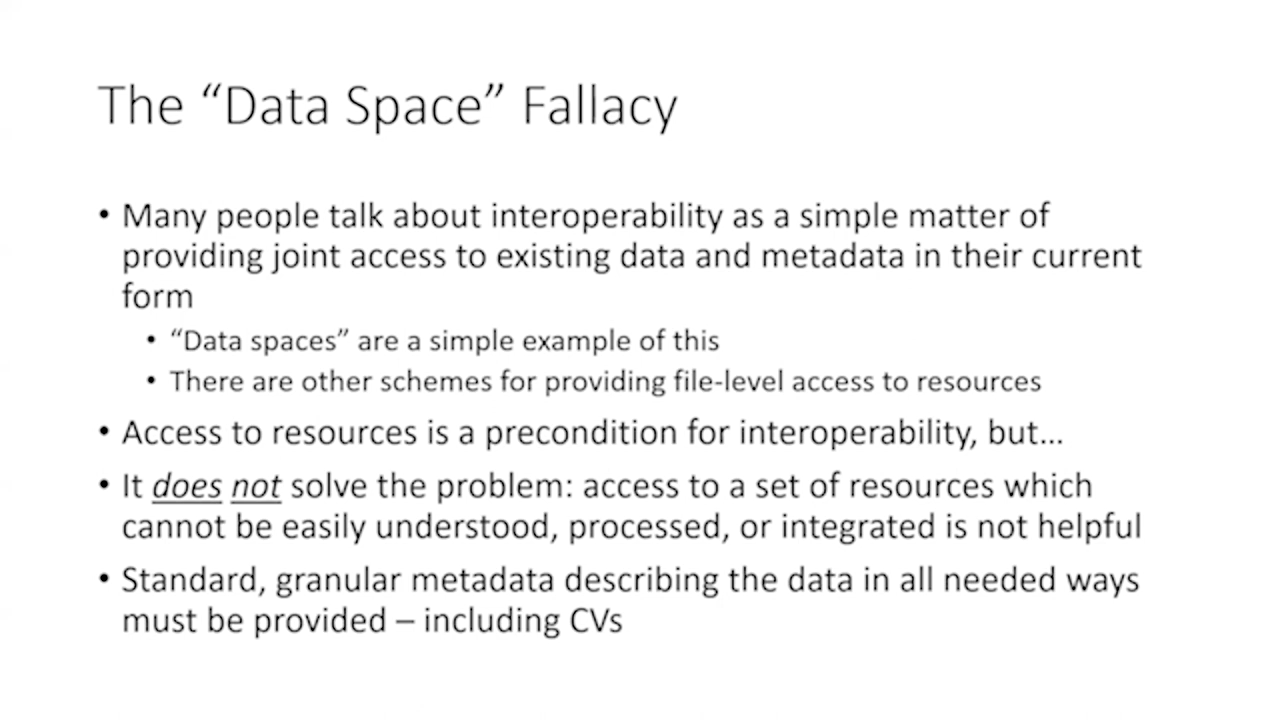 The “Data Space” Fallacy
• Many people talk about interoperability as a simple matter of
providing joint access to existing data and metadata in their current
form
• “Data spaces” are a simple example of this
• There are other schemes for providing file-level access to resources
• Access to resources is a precondition for interoperability, but…
• It does not solve the problem: access to a set of resources which
cannot be easily understood, processed, or integrated is not helpful
• Standard, granular metadata describing the data in all needed ways
must be provided – including CVs